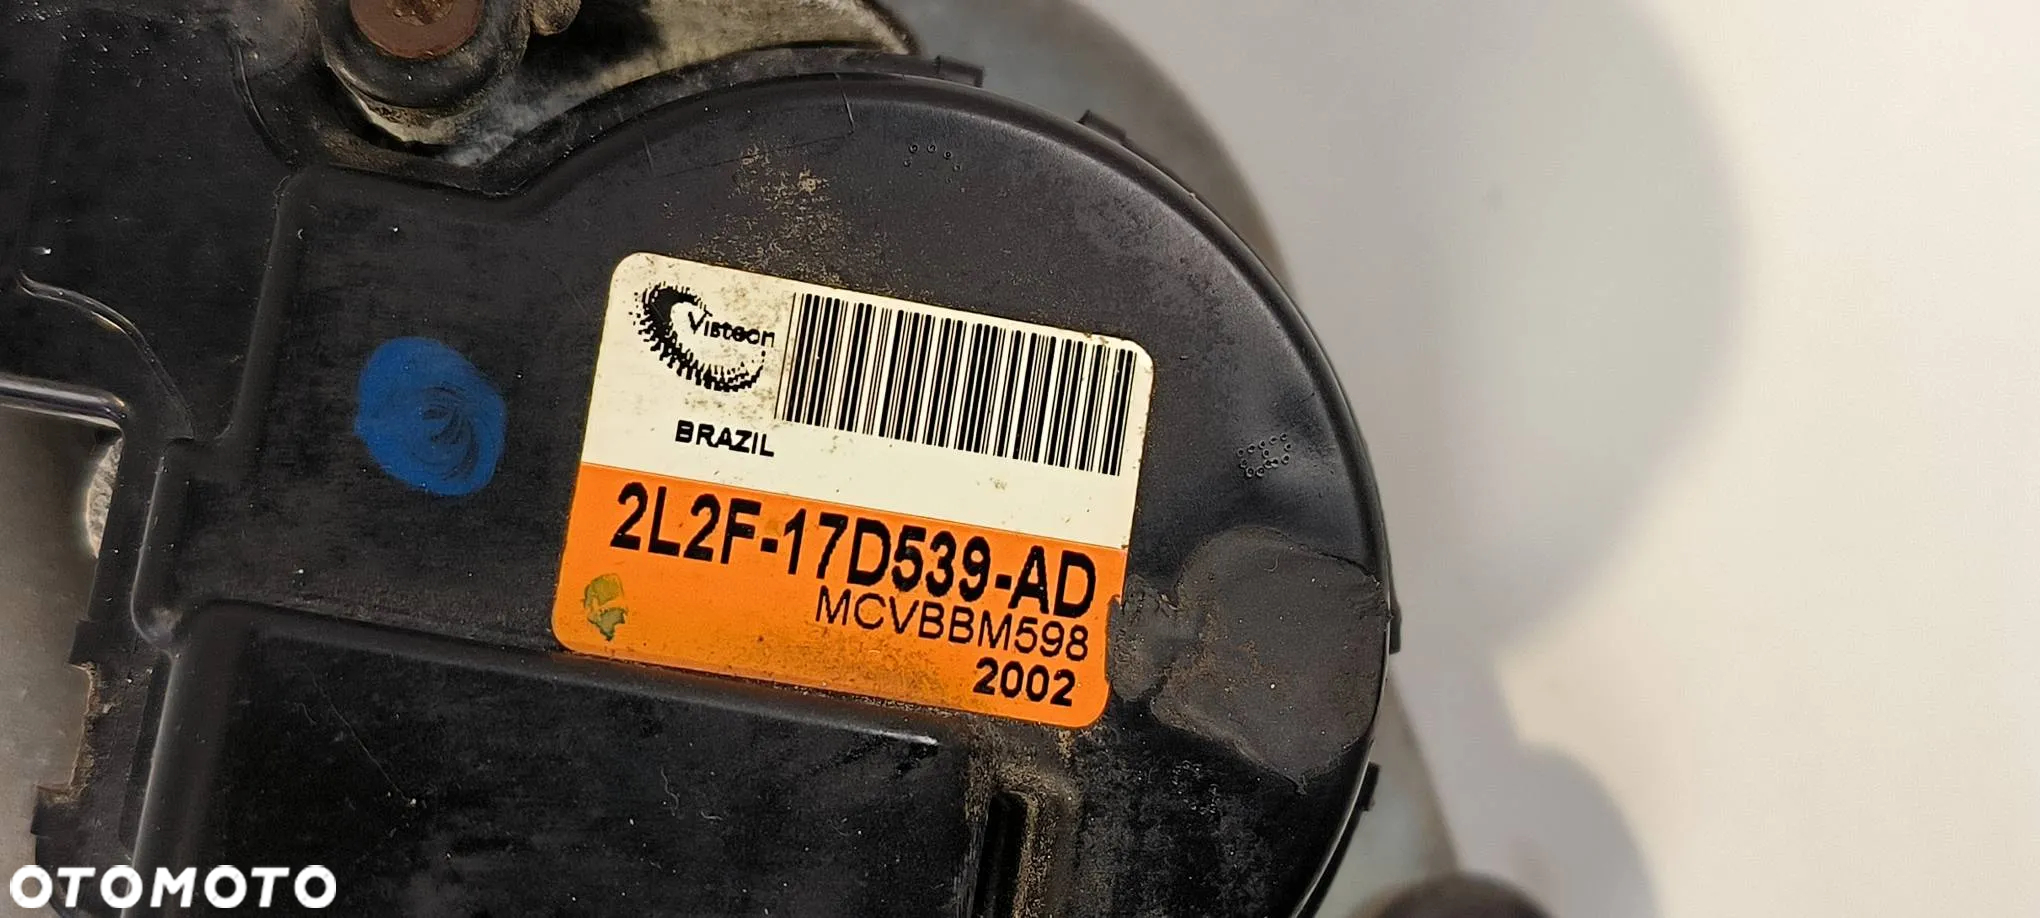 Visteon
BRAZIL
2L2F-17D539-AD
MCVBBM598
2002
OTOMOTO